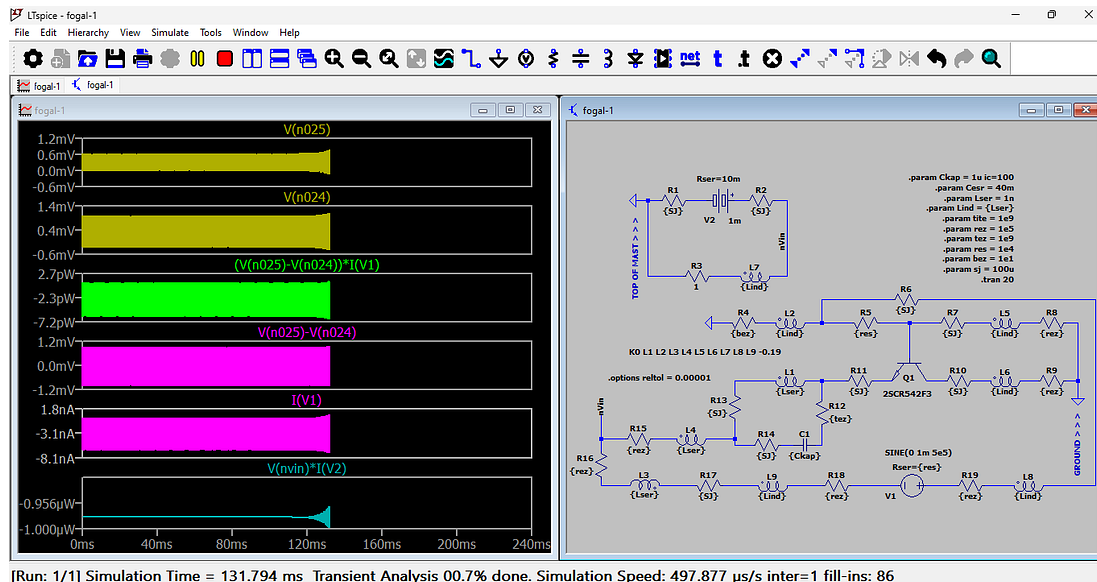 LTspice - fogal-1
File Edit Hierarchy View Simulate Tools Window Help
net t .t
fogal-1 fogal-1
fogal-1
V(n025)
1.2mV
0.6mV
0.0mV
-0.6mV
V(n024)
1.4mV
0.4mV
-0.6mV
(V(n025)-V(n024))*I(V1)
2.7pW
-2.3pW
-7.2pW
V(n025)-V(n024)
1.2mV
0.0mV
-1.2mV
I(V1)
1.8nA
-3.1nA
-8.1nA
V(nvin)*I(V2)
-0.956µW
-1.000µW
0ms 40ms 80ms 120ms 160ms 200ms 240ms
fogal-1
.param Ckap = 1u ic=100
.param Cesr = 40m
.param Lser = 1n
.param Lind = {Lser}
.param tite = 1e9
.param rez = 1e5
.param tez = 1e9
.param res = 1e4
.param bez = 1e1
.param sj = 100u
.tran 20
Rser=10m
R1 R2
{SJ} + {SJ}
V2 1m
nVin
TOP OF MAST > > > >
R3 L7
1 {Lind}
R6
{SJ}
R4 L2 R5 R7 L5 R8
{bez} {Lind} {res} {SJ} {Lind} {rez}
K0 L1 L2 L3 L4 L5 L6 L7 L8 L9 -0.19
.options reltol = 0.00001
L1 R11 Q1 R10 L6 R9
{Lser} {SJ} 2SCR542F3 {SJ} {Lind} {rez}
R13 R12
{SJ} {tez}
nVin
R15 L4 R14 C1
{rez} {Lser} {SJ} {Ckap}
GROUND > > > >
R16
{rez}
SINE(0 1m 5e5)
Rser={res}
L3 R17 L9 R18 V1 R19 L8
{Lser} {SJ} {Lind} {rez} {rez} {Lind}
[Run: 1/1] Simulation Time = 131.794 ms Transient Analysis 00.7% done. Simulation Speed: 497.877 µs/s inter=1 fill-ins: 86